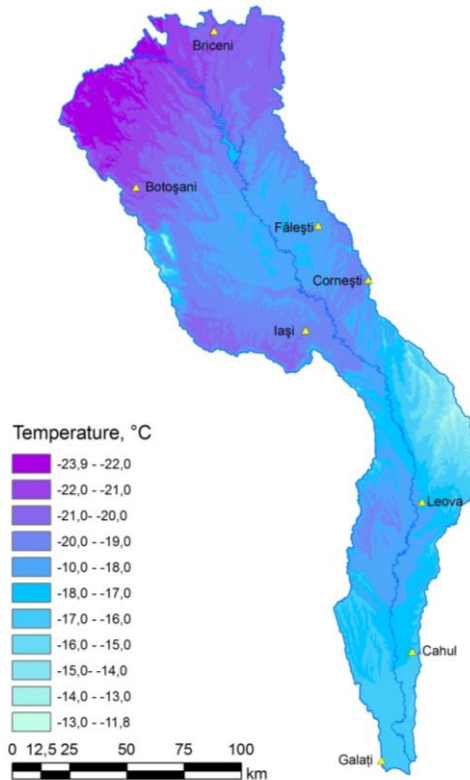 Briceni
Botoşani
Făleşti
Corneşti
Iaşi
Temperature, °C
-23,9 - -22,0
-22,0 - -21,0
-21,0- -20,0
-20,0 - -19,0
-10,0 - -18,0
-18,0 - -17,0
-17,0 - -16,0
-16,0 - -15,0
-15,0- -14,0
-14,0 - -13,0
-13,0 - -11,8
Leova
Cahul
Galaţi
0 12,5 25 50 75 100
km